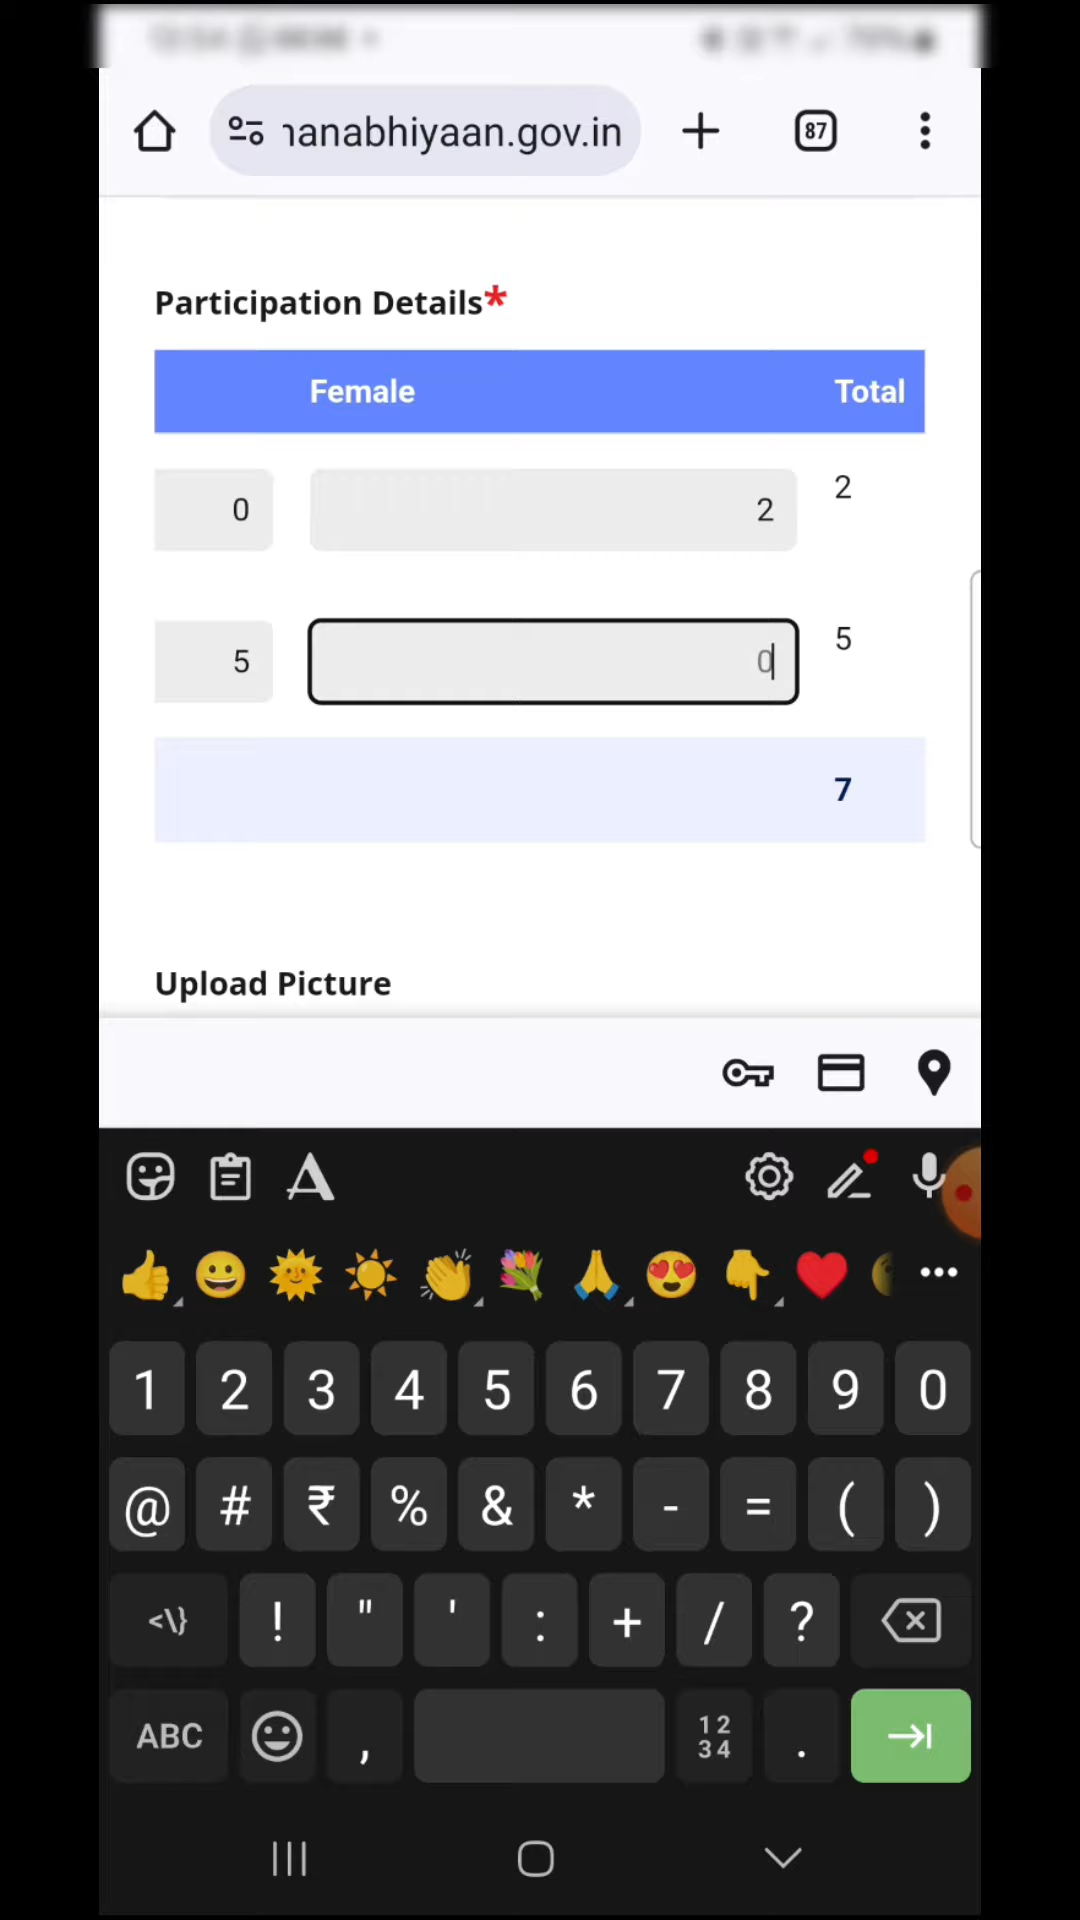 nanabhiyaan.gov.in
87
Participation Details*
Female Total
0 2 2
5 0 5
7
Upload Picture
1 2 3 4 5 6 7 8 9 0
@ # ₹ % & * - = ( )
<\} ! " ' : + / ?
ABC , 12 34 .